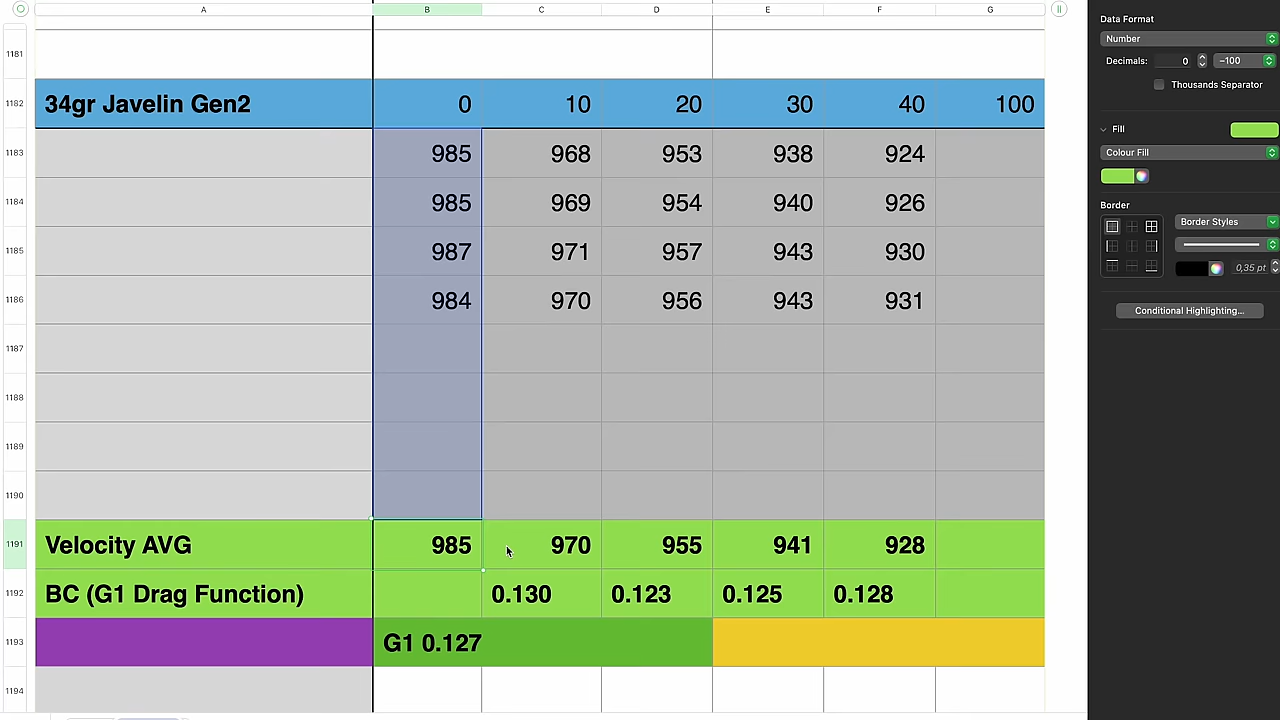 A B C D E F G
1181
1182 34gr Javelin Gen2 0 10 20 30 40 100
1183 985 968 953 938 924
1184 985 969 954 940 926
1185 987 971 957 943 930
1186 984 970 956 943 931
1187
1188
1189
1190
1191 Velocity AVG 985 970 955 941 928
1192 BC (G1 Drag Function) 0.130 0.123 0.125 0.128
1193 G1 0.127
1194
Data Format
Number
Decimals: 0 −100
Thousands Separator
Fill
Colour Fill
Border
Border Styles
0,35 pt
Conditional Highlighting...